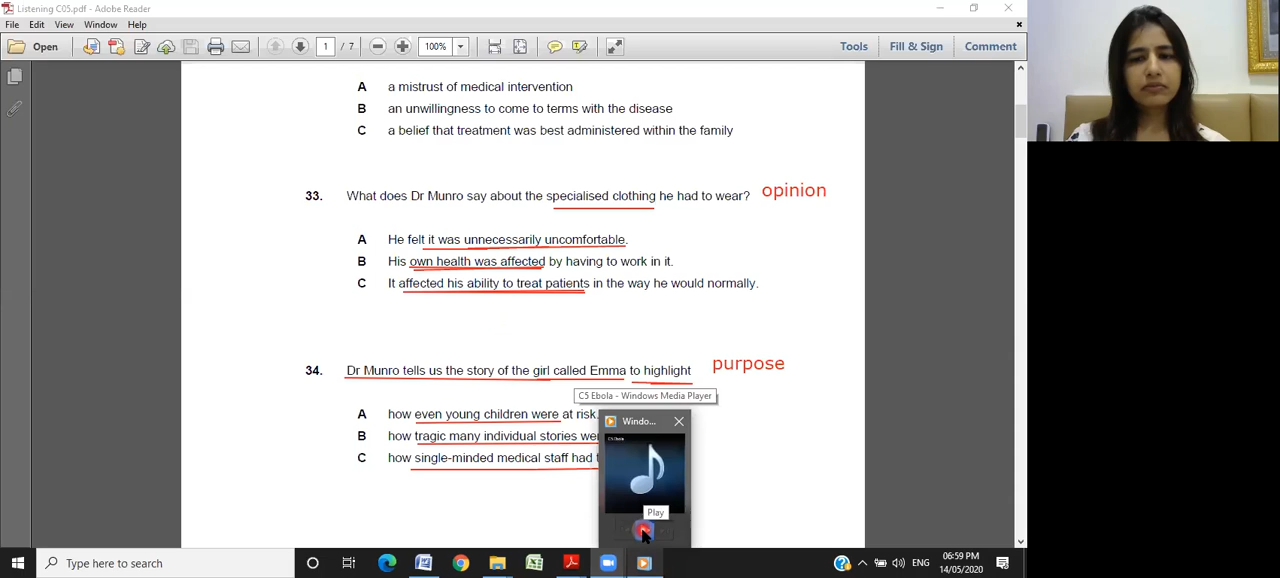 Listening C05.pdf - Adobe Reader
File Edit View Window Help
Open 1 / 7 100% Tools Fill & Sign Comment
A a mistrust of medical intervention
B an unwillingness to come to terms with the disease
C a belief that treatment was best administered within the family
33. What does Dr Munro say about the specialised clothing he had to wear? opinion
A He felt it was unnecessarily uncomfortable.
B His own health was affected by having to work in it.
C It affected his ability to treat patients in the way he would normally.
34. Dr Munro tells us the story of the girl called Emma to highlight purpose
C5 Ebola - Windows Media Player
A how even young children were at risk.
Windo...
B how tragic many individual stories
C how single-minded medical staff had
Play
Type here to search
ENG
06:59 PM
14/05/2020